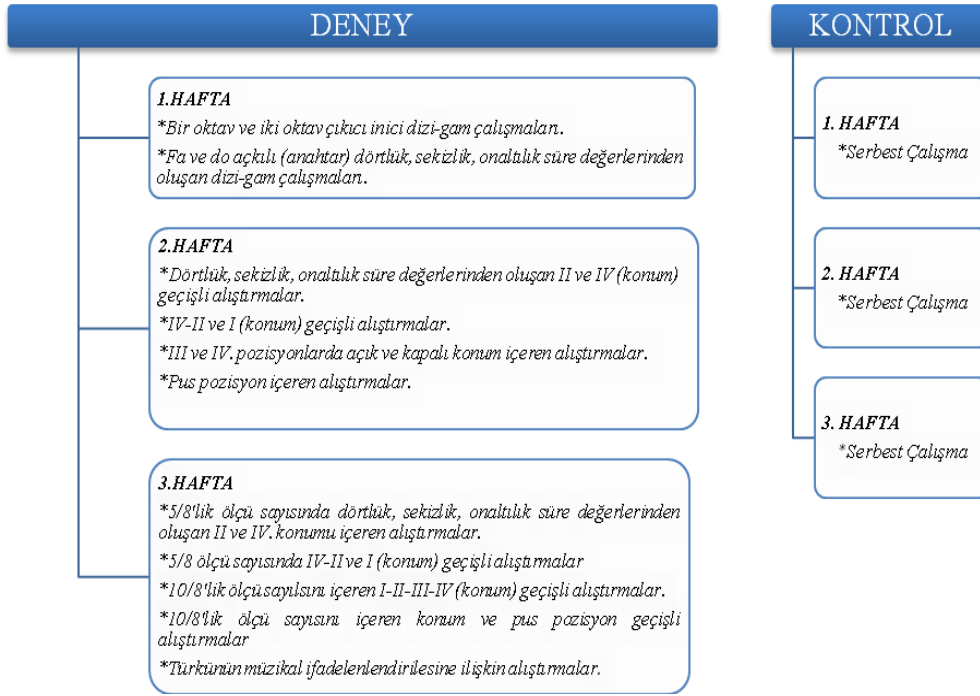 DENEY
1.HAFTA
*Bir oktav ve iki oktav çıkıcı inici dizi-gam çalışmaları.
*Fa ve do açkılı (anahtar) dörtlük, sekizlik, onaltılık süre değerlerinden
oluşan dizi-gam çalışmaları.
2.HAFTA
*Dörtlük, sekizlik, onaltılık süre değerlerinden oluşan II ve IV (konum)
geçişli alıştırmalar.
*IV-II ve I (konum) geçişli alıştırmalar.
*III ve IV. pozisyonlarda açık ve kapalı konum içeren alıştırmalar.
*Pus pozisyon içeren alıştırmalar.
3.HAFTA
*5/8'lik ölçü sayısında dörtlük, sekizlik, onaltılık süre değerlerinden
oluşan II ve IV. konumu içeren alıştırmalar.
*5/8 ölçü sayısında IV-II ve I (konum) geçişli alıştırmalar
*10/8'lik ölçü sayılsını içeren I-II-III-IV (konum) geçişli alıştırmalar.
*10/8'lik ölçü sayısını içeren konum ve pus pozisyon geçişli
alıştırmalar
*Türkünün müzikal ifadelenlendirilesine ilişkin alıştırmalar.
KONTROL
1. HAFTA
*Serbest Çalışma
2. HAFTA
*Serbest Çalışma
3. HAFTA
*Serbest Çalışma